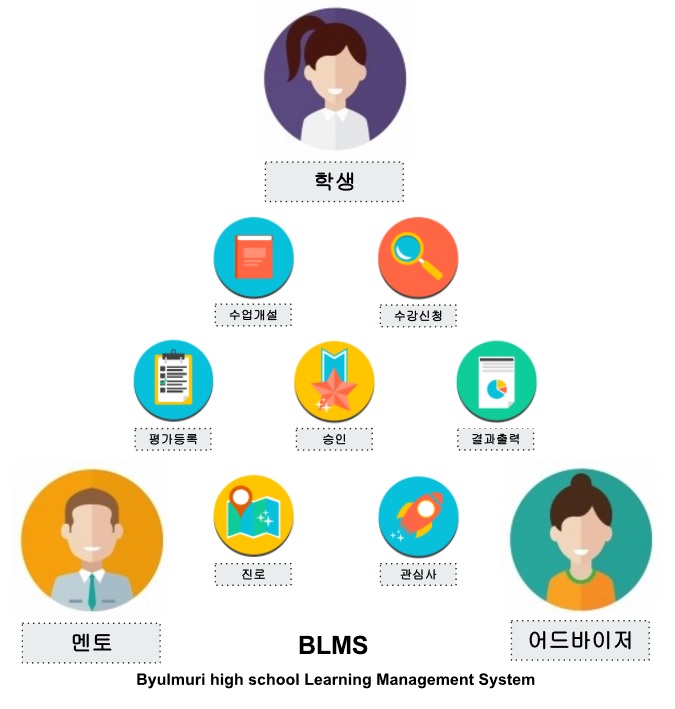 학생
수업개설
수강신청
평가등록
승인
결과출력
진로
관심사
멘토
어드바이저
BLMS
Byulmuri high school Learning Management System